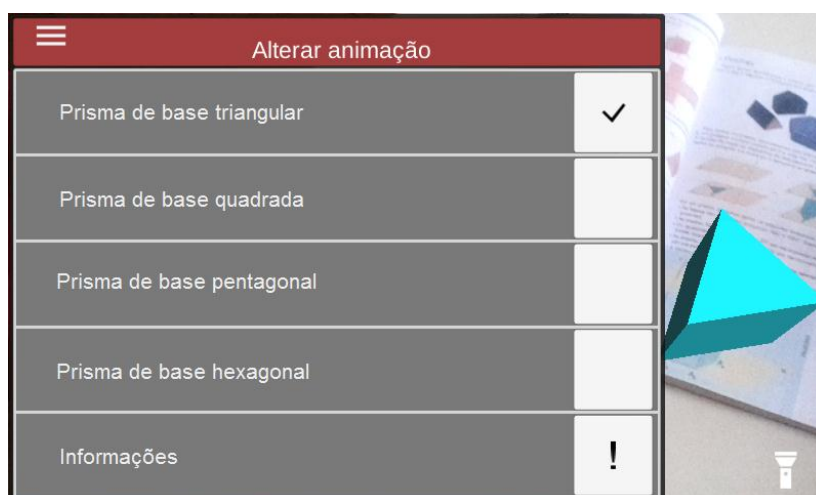 Alterar animação
Prisma de base triangular
Prisma de base quadrada
Prisma de base pentagonal
Prisma de base hexagonal
Informações
!